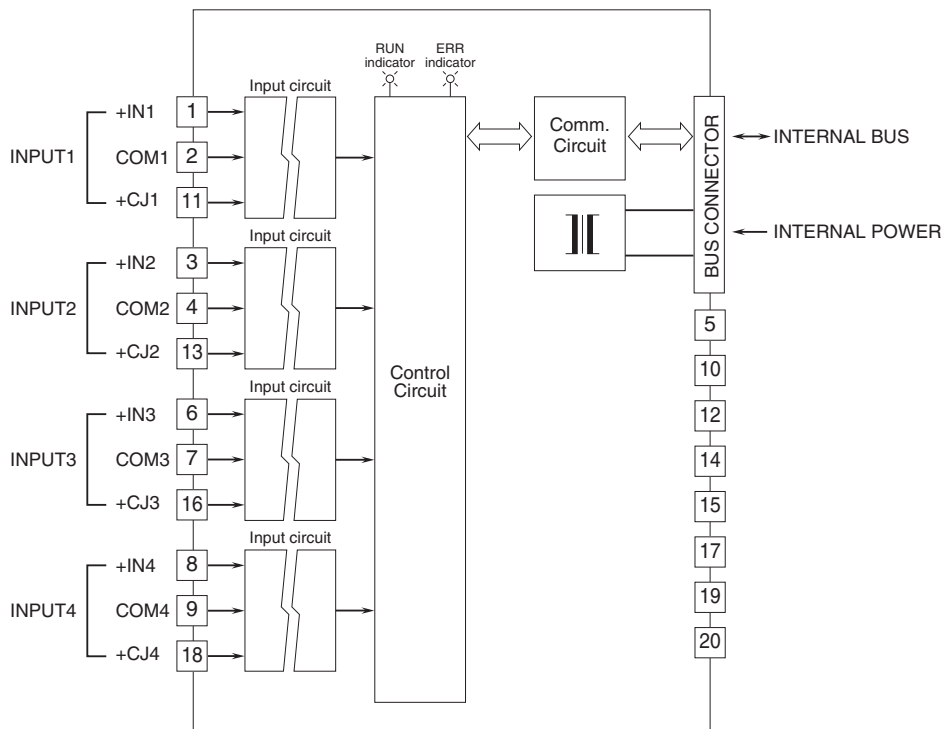 RUN
indicator
ERR
indicator
INPUT1
+IN1
1
COM1
2
+CJ1
11
Input circuit
INPUT2
+IN2
3
COM2
4
+CJ2
13
Input circuit
INPUT3
+IN3
6
COM3
7
+CJ3
16
Input circuit
INPUT4
+IN4
8
COM4
9
+CJ4
18
Input circuit
Control
Circuit
Comm.
Circuit
BUS CONNECTOR
INTERNAL BUS
INTERNAL POWER
5
10
12
14
15
17
19
20